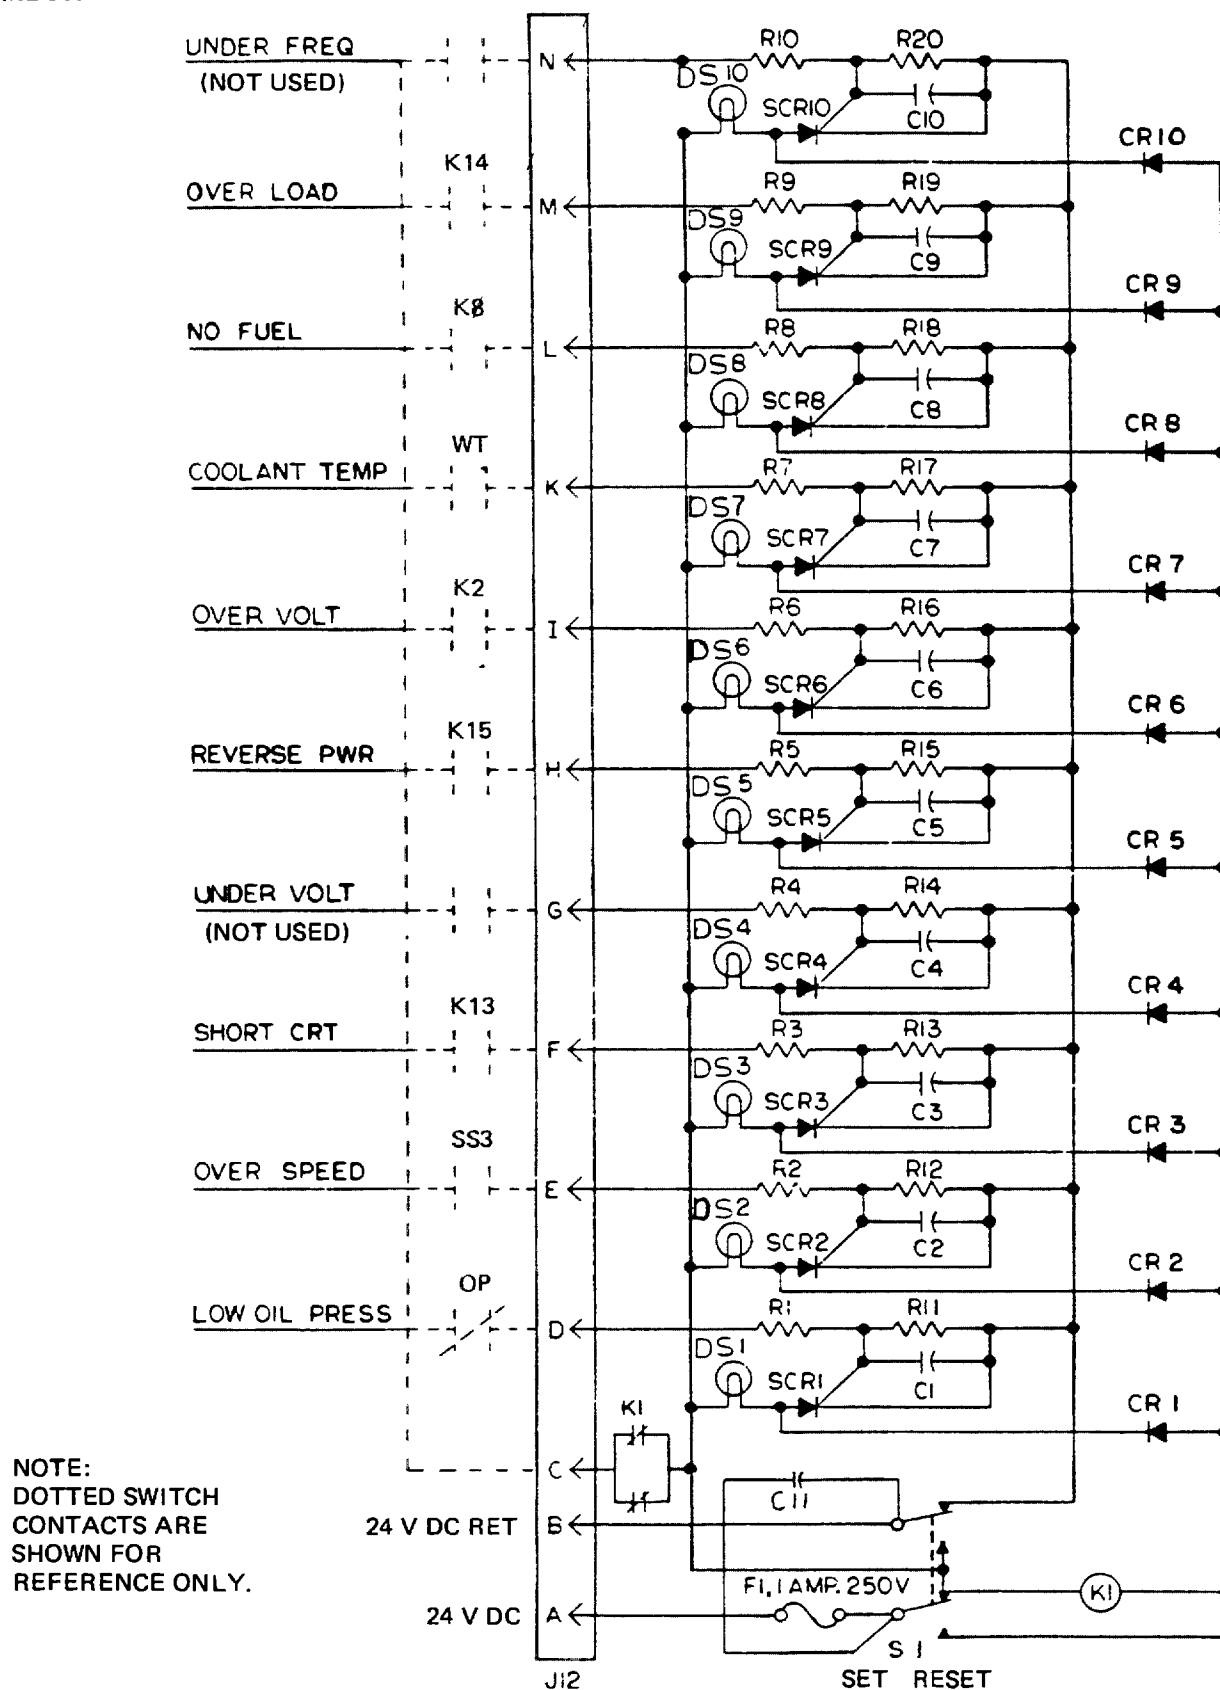 UNDER FREQ
(NOT USED)
N
R10
R20
DS10
SCR10
C10
CR10
K14
OVER LOAD
M
R9
R19
DS9
SCR9
C9
CR9
K8
NO FUEL
L
R8
R18
DS8
SCR8
C8
CR8
WT
COOLANT TEMP
K
R7
R17
DS7
SCR7
C7
CR7
K2
OVER VOLT
I
R6
R16
DS6
SCR6
C6
CR6
K15
REVERSE PWR
H
R5
R15
DS5
SCR5
C5
CR5
UNDER VOLT
(NOT USED)
G
R4
R14
DS4
SCR4
C4
CR4
K13
SHORT CRT
F
R3
R13
DS3
SCR3
C3
CR3
SS3
OVER SPEED
E
R2
R12
DS2
SCR2
C2
CR2
OP
LOW OIL PRESS
D
R1
R11
DS1
SCR1
C1
CR1
K1
C
C11
NOTE:
DOTTED SWITCH
CONTACTS ARE
SHOWN FOR
REFERENCE ONLY.
24 V DC RET
B
F1, 1 AMP. 250V
K1
24 V DC
A
S1
J12
SET RESET